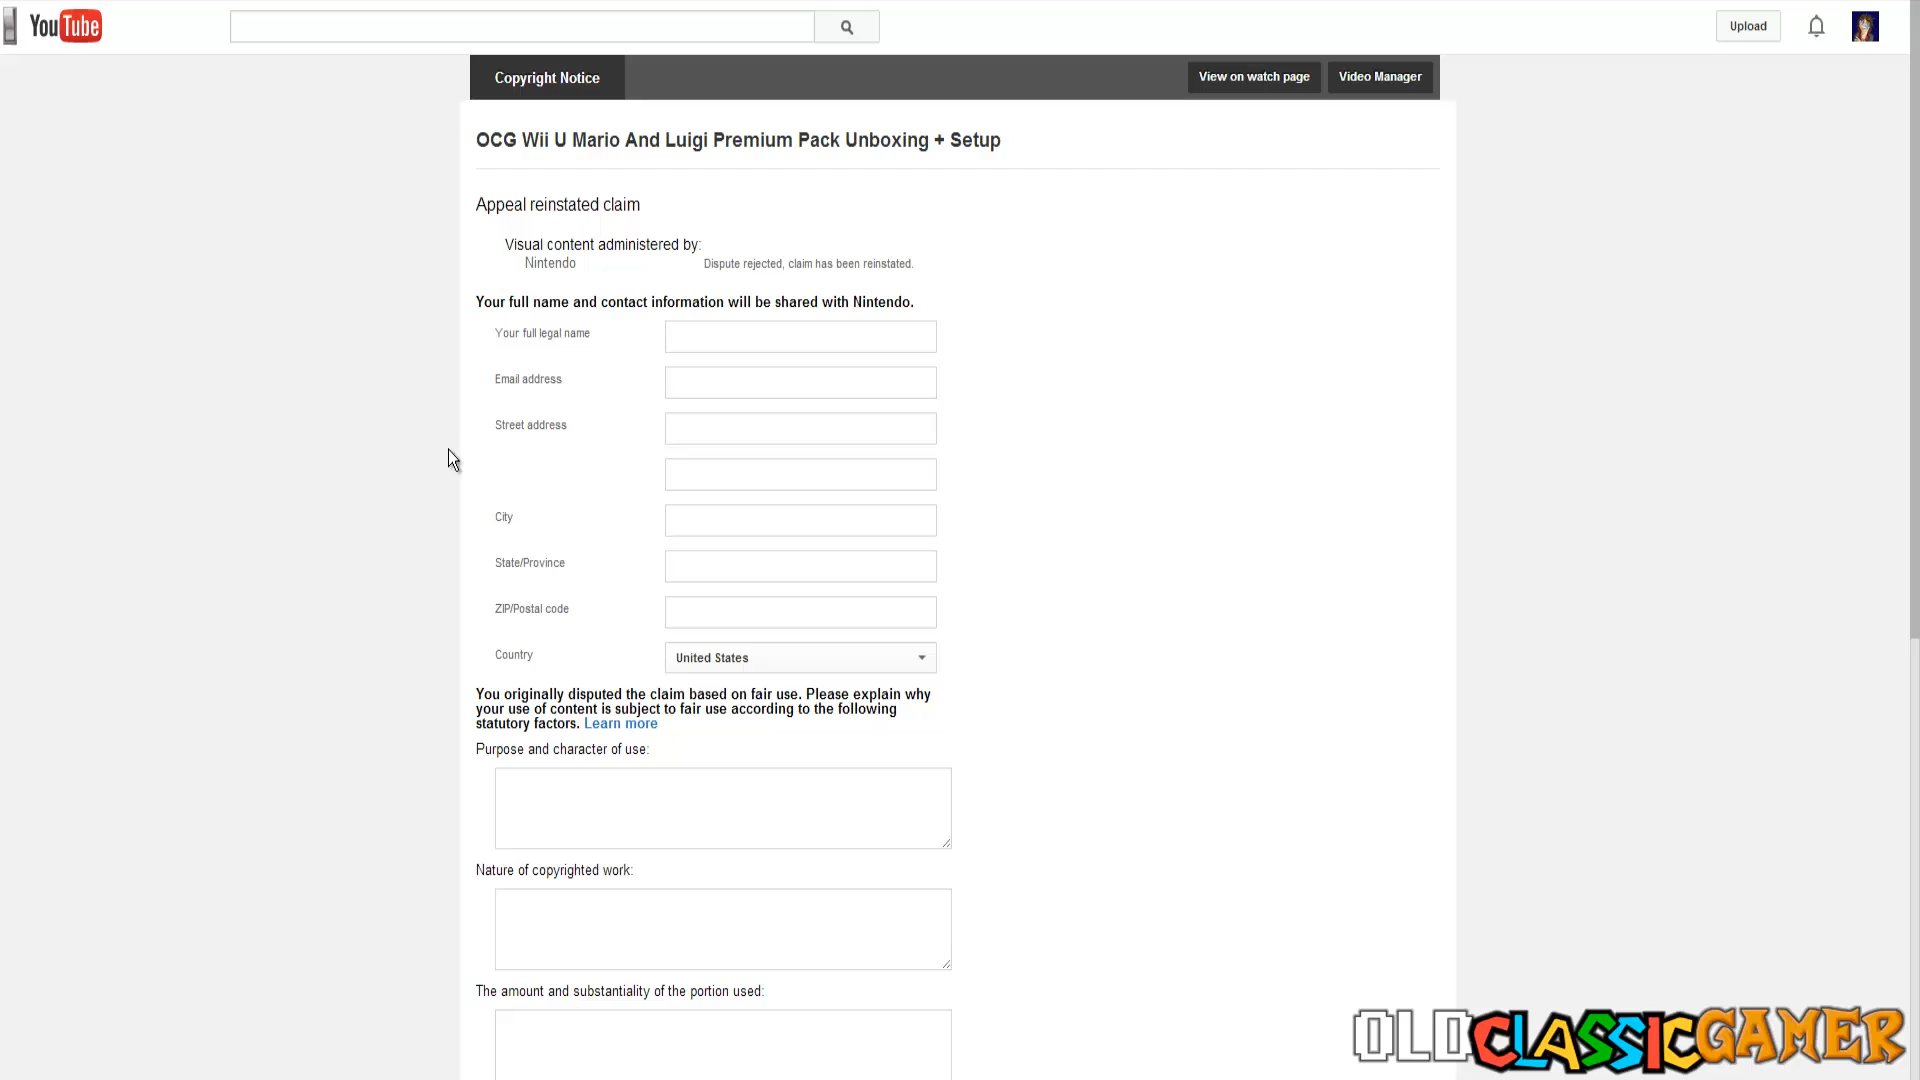 YouTube
Upload
Copyright Notice
View on watch page
Video Manager
OCG Wii U Mario And Luigi Premium Pack Unboxing + Setup
Appeal reinstated claim
Visual content administered by:
Nintendo
Dispute rejected, claim has been reinstated.
Your full name and contact information will be shared with Nintendo.
Your full legal name
Email address
Street address
City
State/Province
ZIP/Postal code
Country
United States
You originally disputed the claim based on fair use. Please explain why
your use of content is subject to fair use according to the following
statutory factors. Learn more
Purpose and character of use:
Nature of copyrighted work:
The amount and substantiality of the portion used:
OLDCLASSICGAMER